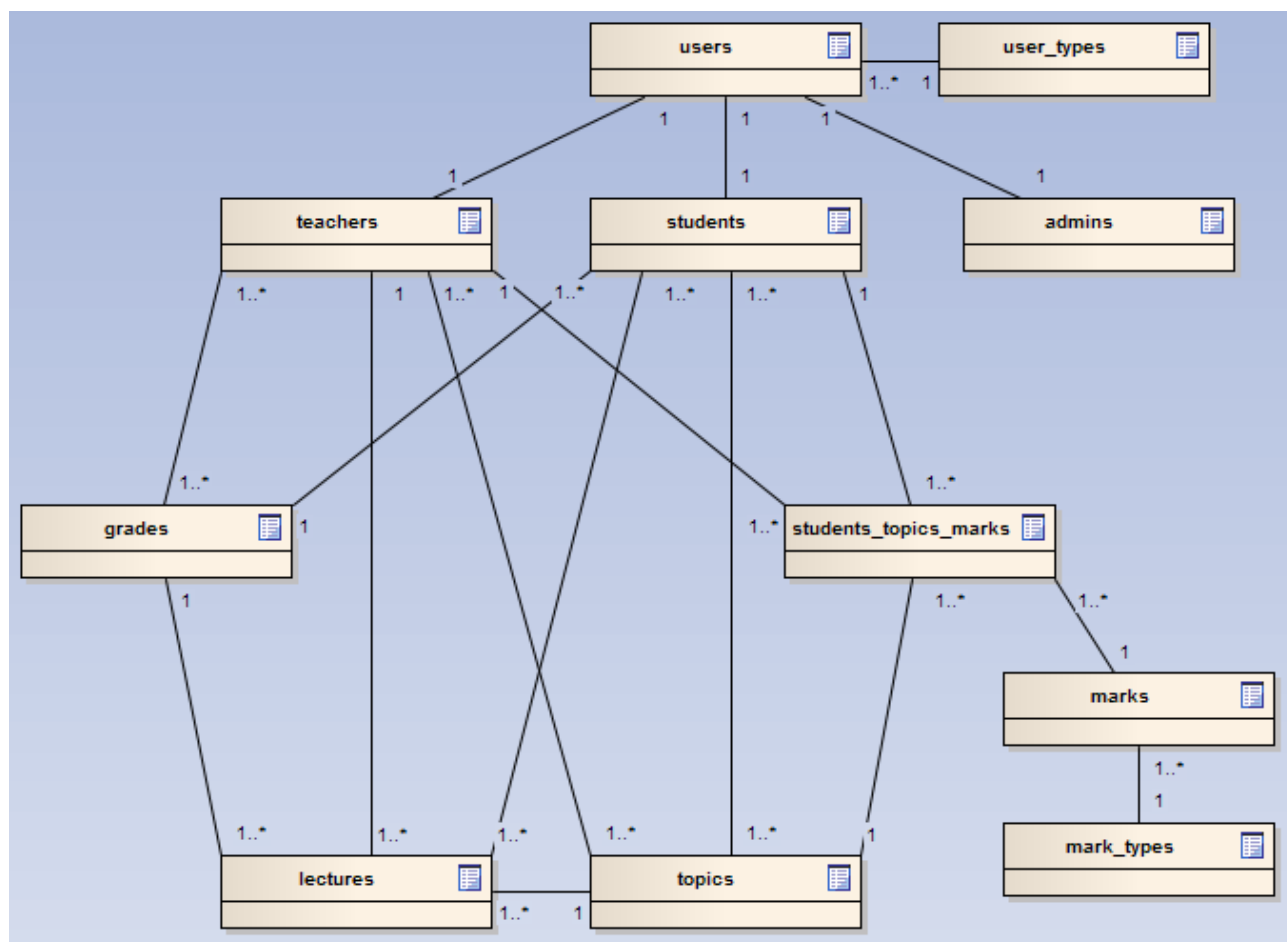 users
user_types
1..* 1
1 1 1
1 1 1
teachers
students
admins
1..* 1 1..* 1 1..* 1..* 1..* 1
1..* 1..*
grades
1
1..*
students_topics_marks
1 1..* 1..*
1
marks
1..*
1
1..* 1..* 1..* 1..* 1..* 1
mark_types
lectures
topics
1..* 1